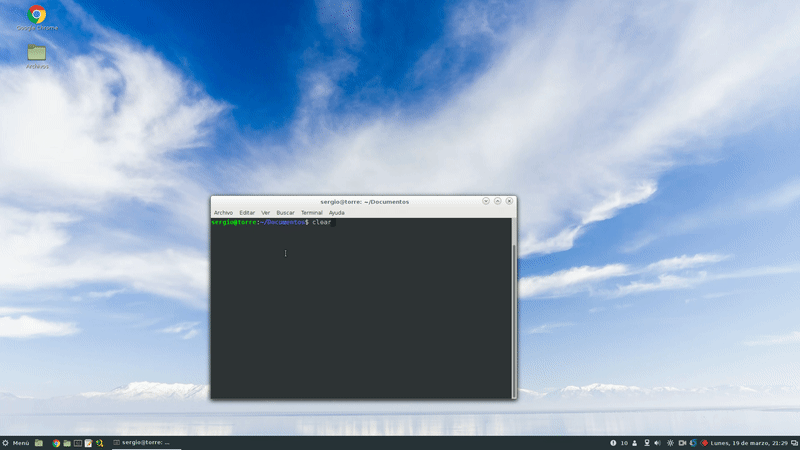 Google Chrome
Archivos
sergio@torre: ~/Documentos
Archivo Editar Ver Buscar Terminal Ayuda
sergio@torre:~/Documentos$ clear
Menú
sergio@torre: ...
10
Lunes, 19 de marzo, 21:29